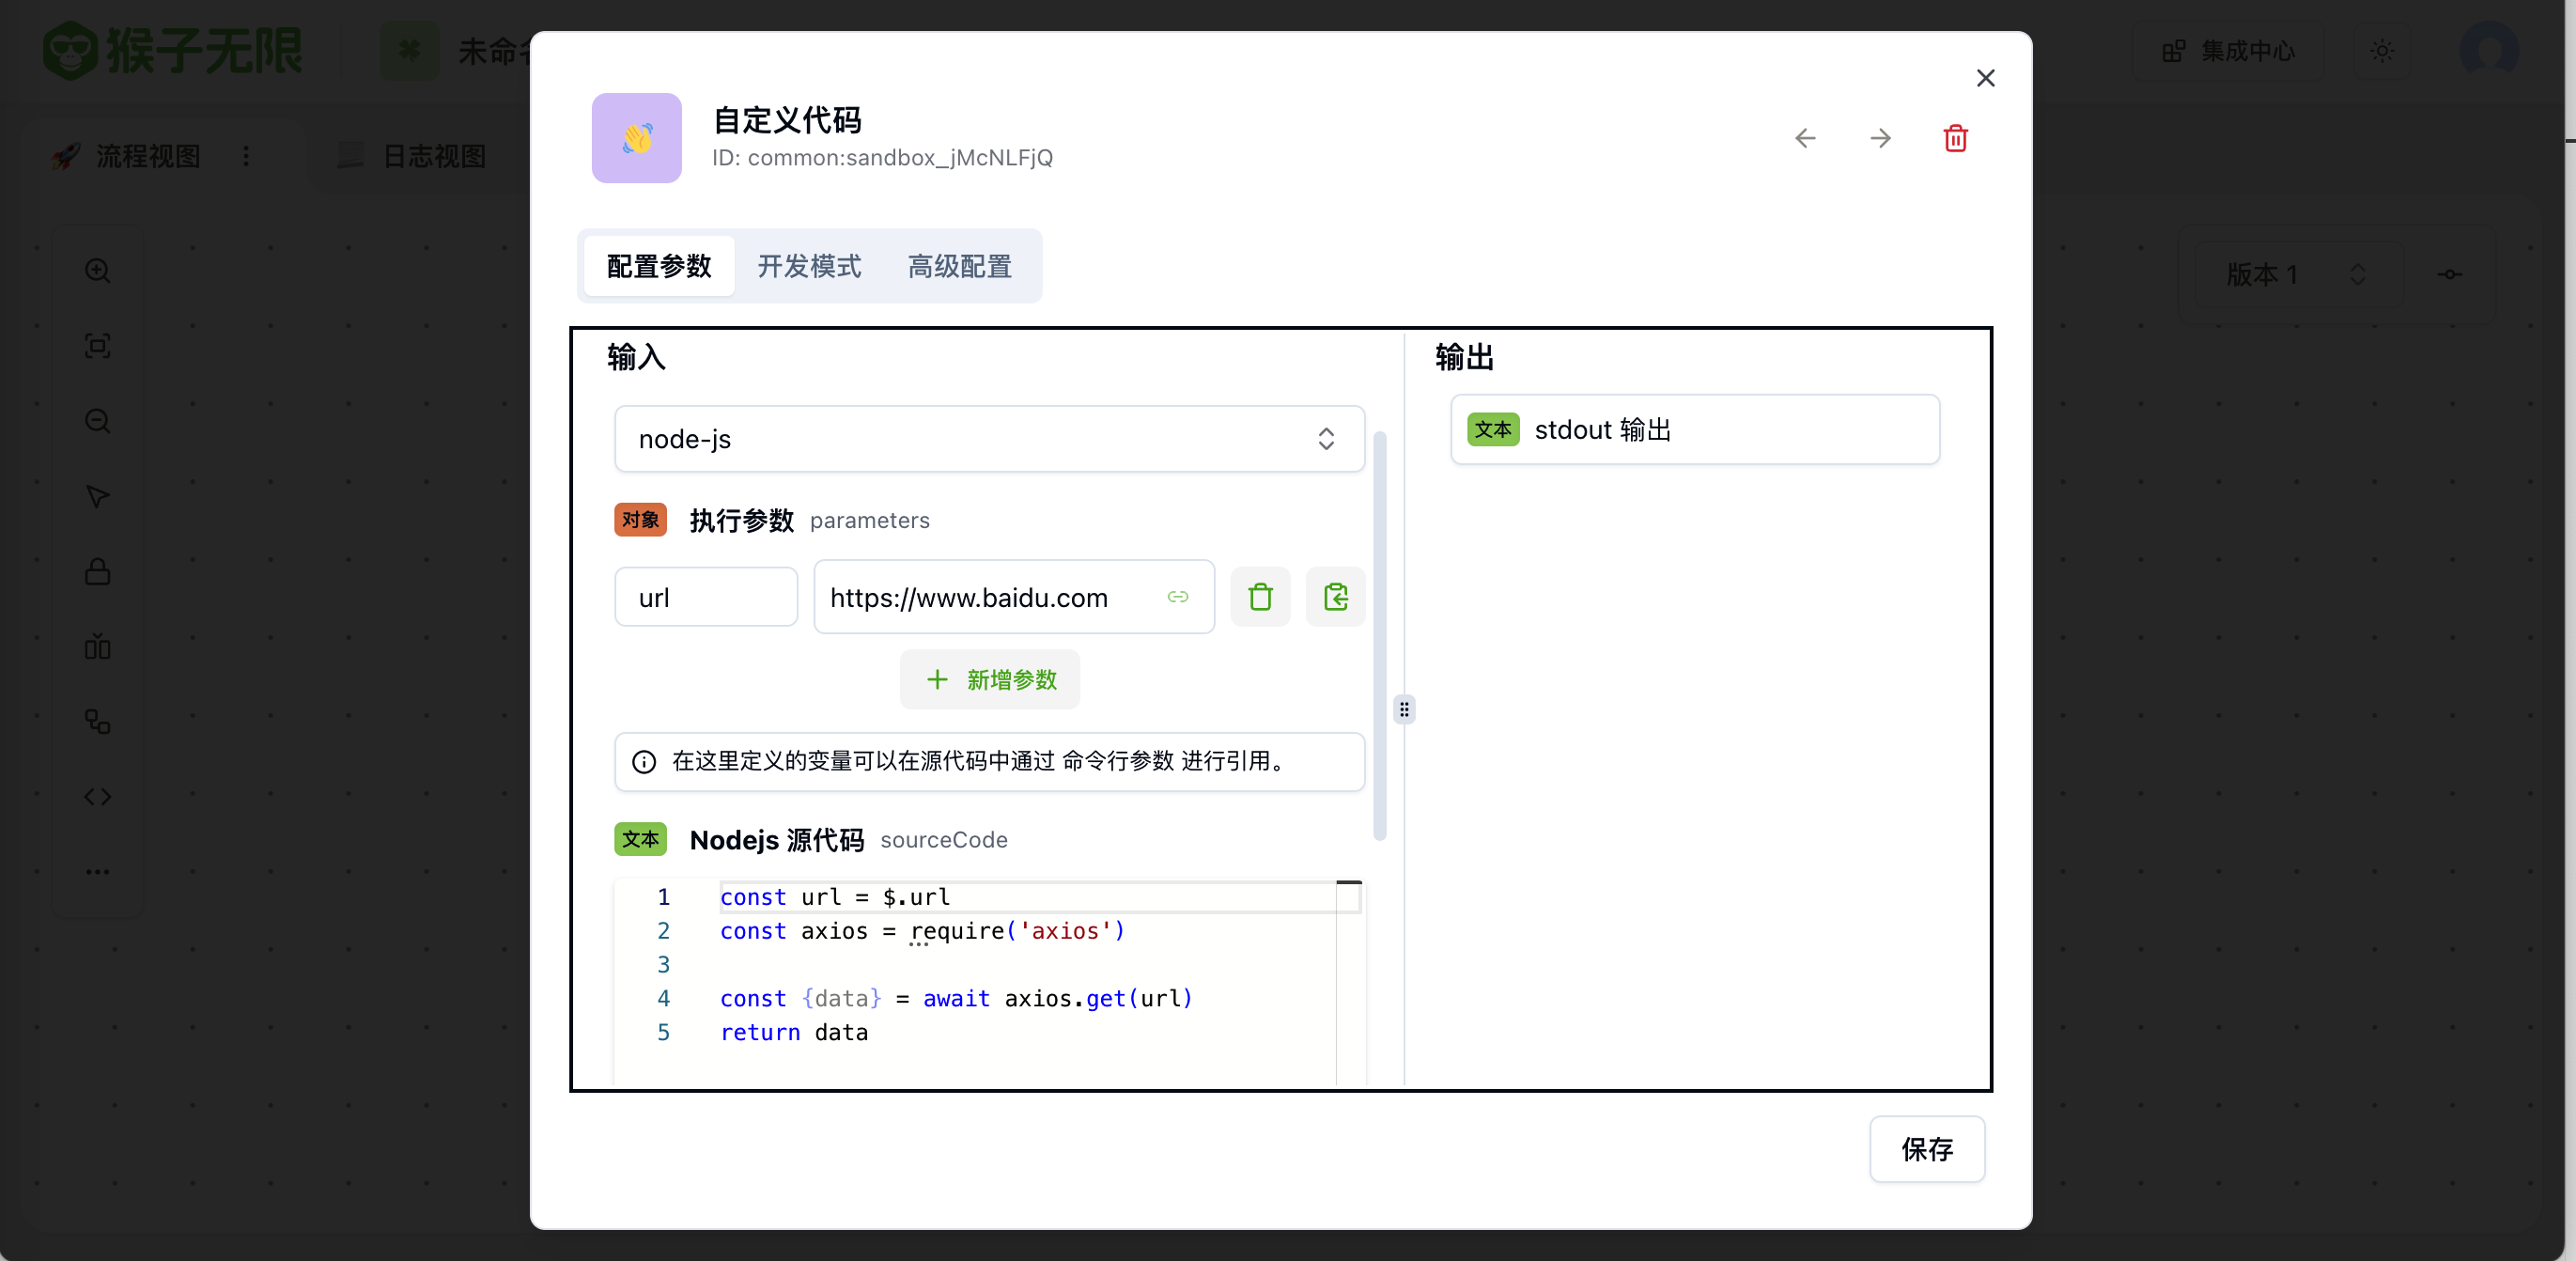 猴子无限
未命名
集成中心
流程视图
日志视图
版本 1
自定义代码
ID: common:sandbox_jMcNLFjQ
配置参数
开发模式
高级配置
输入
node-js
对象 执行参数 parameters
url https://www.baidu.com
新增参数
在这里定义的变量可以在源代码中通过 命令行参数 进行引用。
文本 Nodejs 源代码 sourceCode
1 const url = $.url
2 const axios = require('axios')
3
4 const {data} = await axios.get(url)
5 return data
输出
文本 stdout 输出
保存